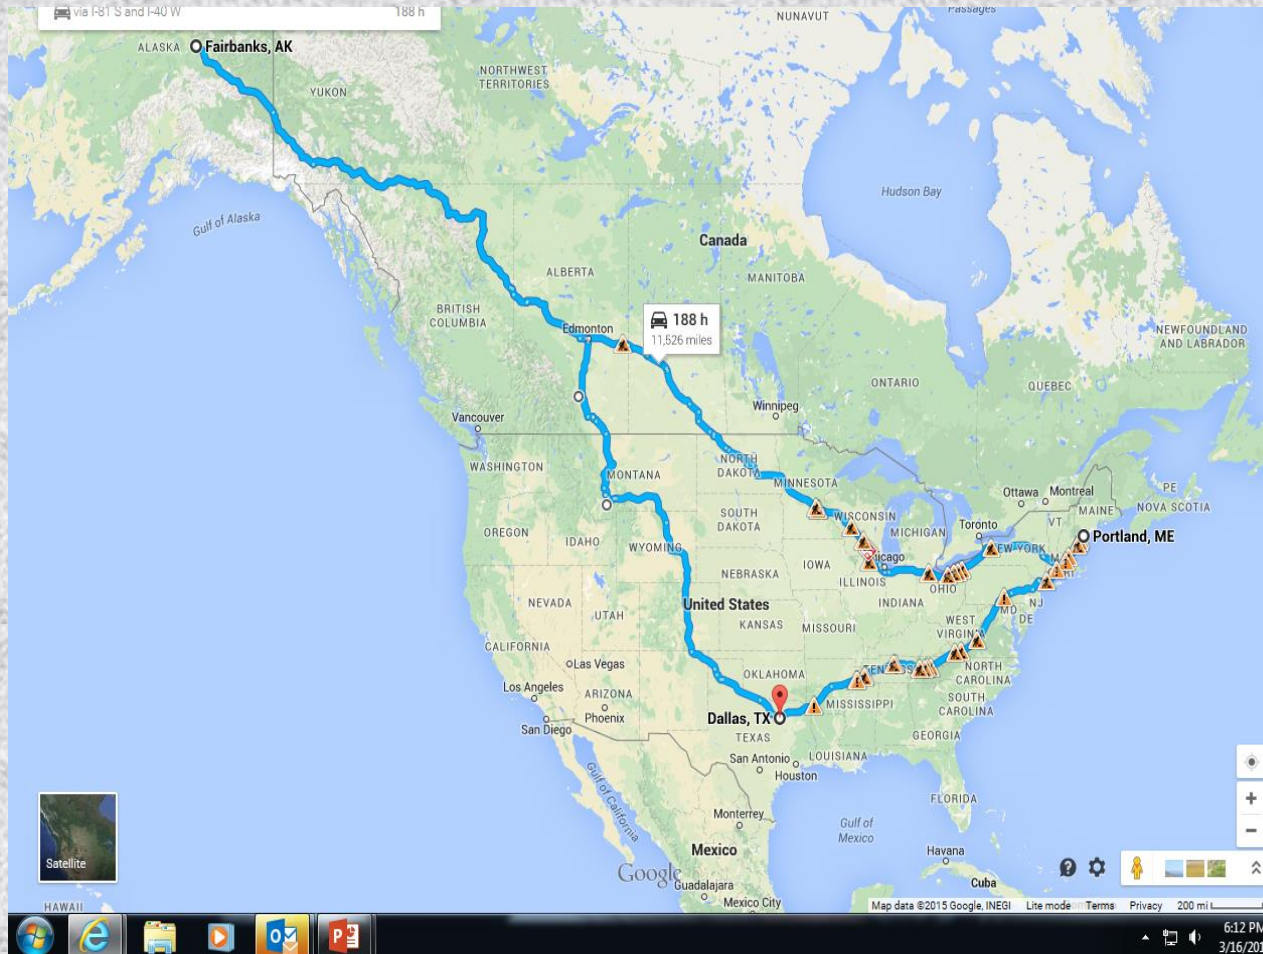 via I-81 S and I-40 W 188 h
Passages
NUNAVUT
ALASKA
Fairbanks, AK
NORTHWEST
TERRITORIES
YUKON
Hudson Bay
Gulf of Alaska
Canada
ALBERTA
MANITOBA
BRITISH
COLUMBIA
188 h
11,526 miles
Edmonton
NEWFOUNDLAND
AND LABRADOR
ONTARIO
QUEBEC
Winnipeg
Vancouver
WASHINGTON
MONTANA
NORTH
DAKOTA
MINNESOTA
Ottawa
Montreal
PE
NOVA SCOTIA
MAINE
VT
Toronto
Portland, ME
SOUTH
DAKOTA
WISCONSIN
MICHIGAN
OREGON
IDAHO
WYOMING
NEW YORK
IOWA
NEBRASKA
ILLINOIS
OHIO
INDIANA
MD
NJ
DE
NEVADA
UTAH
United States
KANSAS
MISSOURI
WEST
VIRGINIA
CALIFORNIA
Las Vegas
OKLAHOMA
NORTH
CAROLINA
Los Angeles
ARIZONA
Phoenix
MISSISSIPPI
SOUTH
CAROLINA
San Diego
Dallas, TX
TEXAS
GEORGIA
San Antonio
LOUISIANA
Houston
Gulf of California
FLORIDA
Monterrey
Gulf of
Mexico
Mexico
Havana
Cuba
Satellite
Google
Guadalajara
Mexico City
HAWAII
Map data ©2015 Google, INEGI Lite mode Terms Privacy 200 mi
6:12 PM